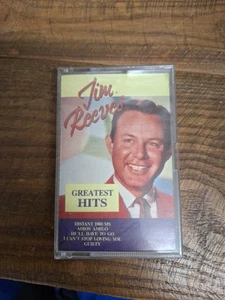 Jim
Reeves
GREATEST
HITS
DISTANT DRUMS
ADIOS AMIGO
HE'LL HAVE TO GO
I CAN'T STOP LOVING YOU
GUILTY